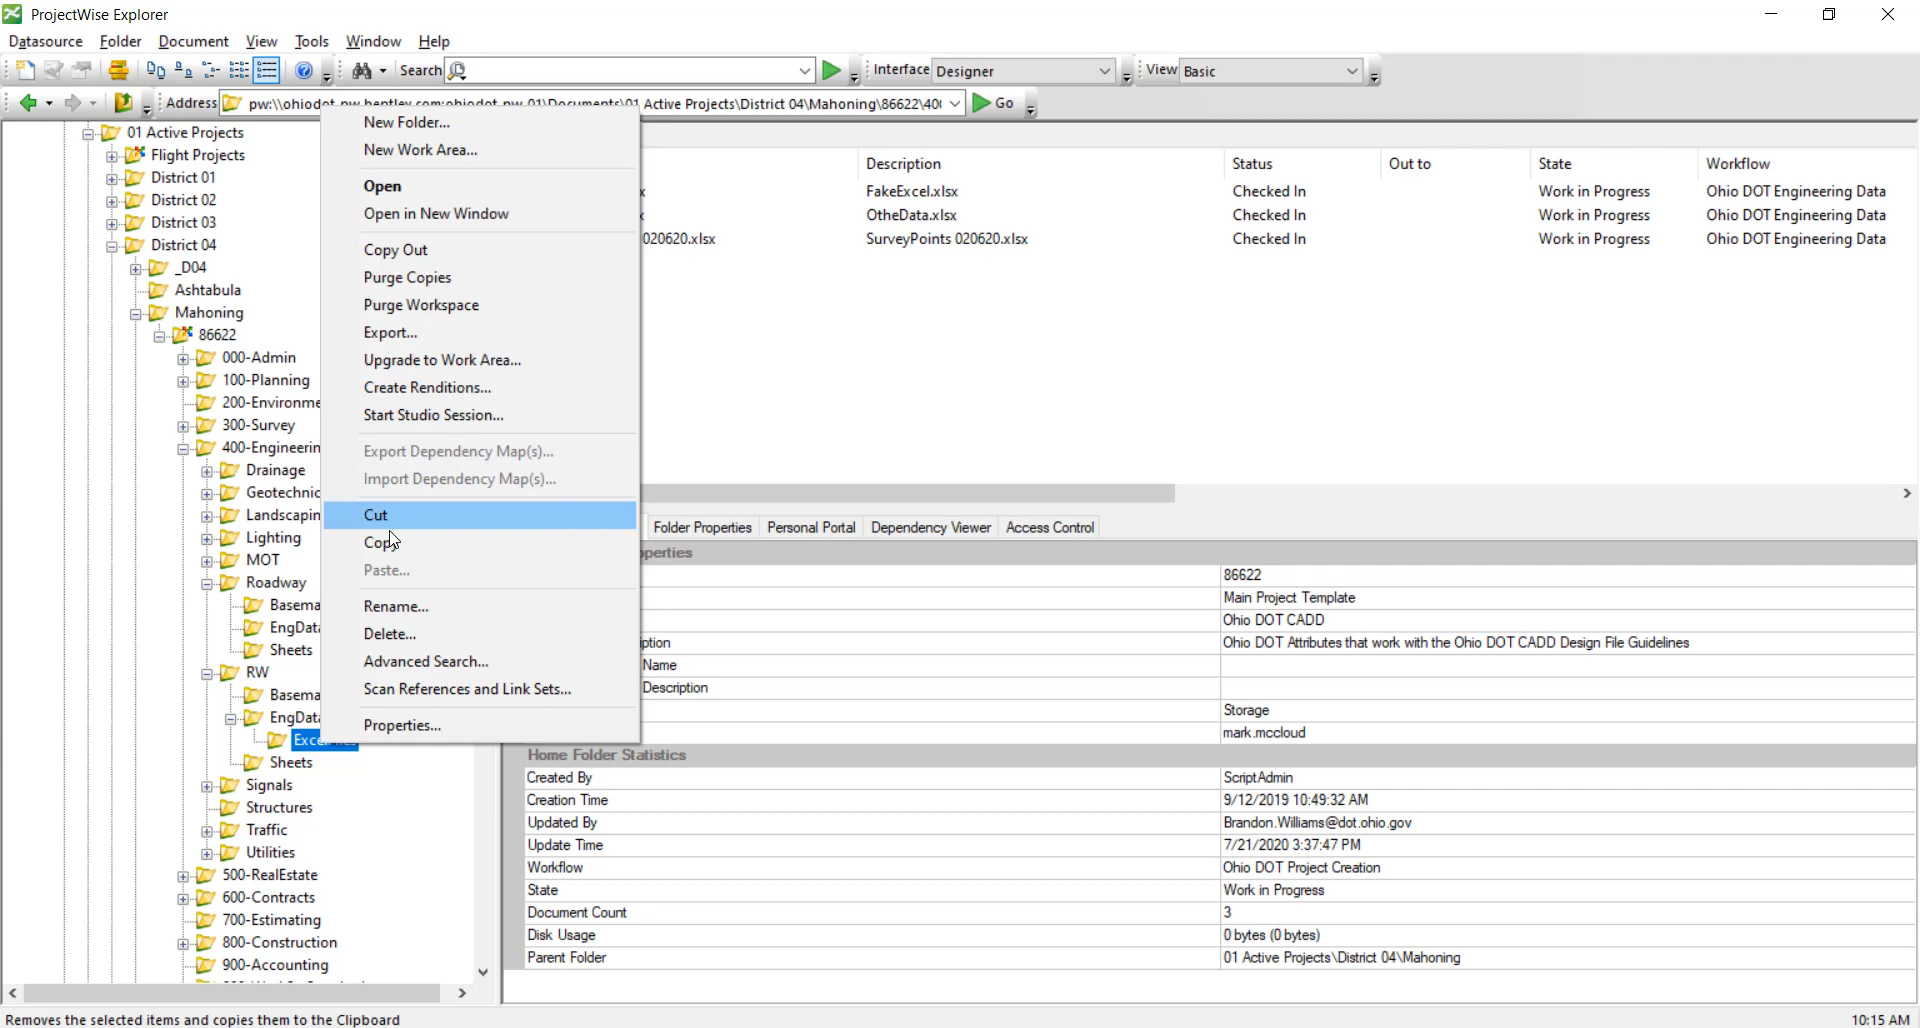 ProjectWise Explorer
Datasource Folder Document View Tools Window Help
Search Interface Designer View Basic
Address pw:\\ohiodot-pw.bentley.com:ohiodot-pw-01\Documents\01 Active Projects\District 04\Mahoning\86622\40 Go
01 Active Projects
Flight Projects
District 01
District 02
District 03
District 04
_D04
Ashtabula
Mahoning
86622
000-Admin
100-Planning
200-Environme
300-Survey
400-Engineerin
Drainage
Geotechnic
Landscapin
Lighting
MOT
Roadway
Basema
EngData
Sheets
RW
Basema
EngData
Sheets
Signals
Structures
Traffic
Utilities
500-RealEstate
600-Contracts
700-Estimating
800-Construction
900-Accounting
New Folder...
New Work Area...
Open
Open in New Window
Copy Out
Purge Copies
Purge Workspace
Export...
Upgrade to Work Area...
Create Renditions...
Start Studio Session...
Export Dependency Map(s)...
Import Dependency Map(s)...
Cut
Copy
Paste...
Rename...
Delete...
Advanced Search...
Scan References and Link Sets...
Properties...
Description Status Out to State Workflow
x FakeExcel.xlsx Checked In Work in Progress Ohio DOT Engineering Data
OtheData.xlsx Checked In Work in Progress Ohio DOT Engineering Data
020620.xlsx SurveyPoints 020620.xlsx Checked In Work in Progress Ohio DOT Engineering Data
Folder Properties Personal Portal Dependency Viewer Access Control
perties
86622
Main Project Template
Ohio DOT CADD
iption Ohio DOT Attributes that work with the Ohio DOT CADD Design File Guidelines
Name
Description
Storage
mark.mccloud
Home Folder Statistics
Created By ScriptAdmin
Creation Time 9/12/2019 10:49:32 AM
Updated By Brandon.Williams@dot.ohio.gov
Update Time 7/21/2020 3:37:47 PM
Workflow Ohio DOT Project Creation
State Work in Progress
Document Count 3
Disk Usage 0 bytes (0 bytes)
Parent Folder 01 Active Projects\District 04\Mahoning
Removes the selected items and copies them to the Clipboard
10:15 AM